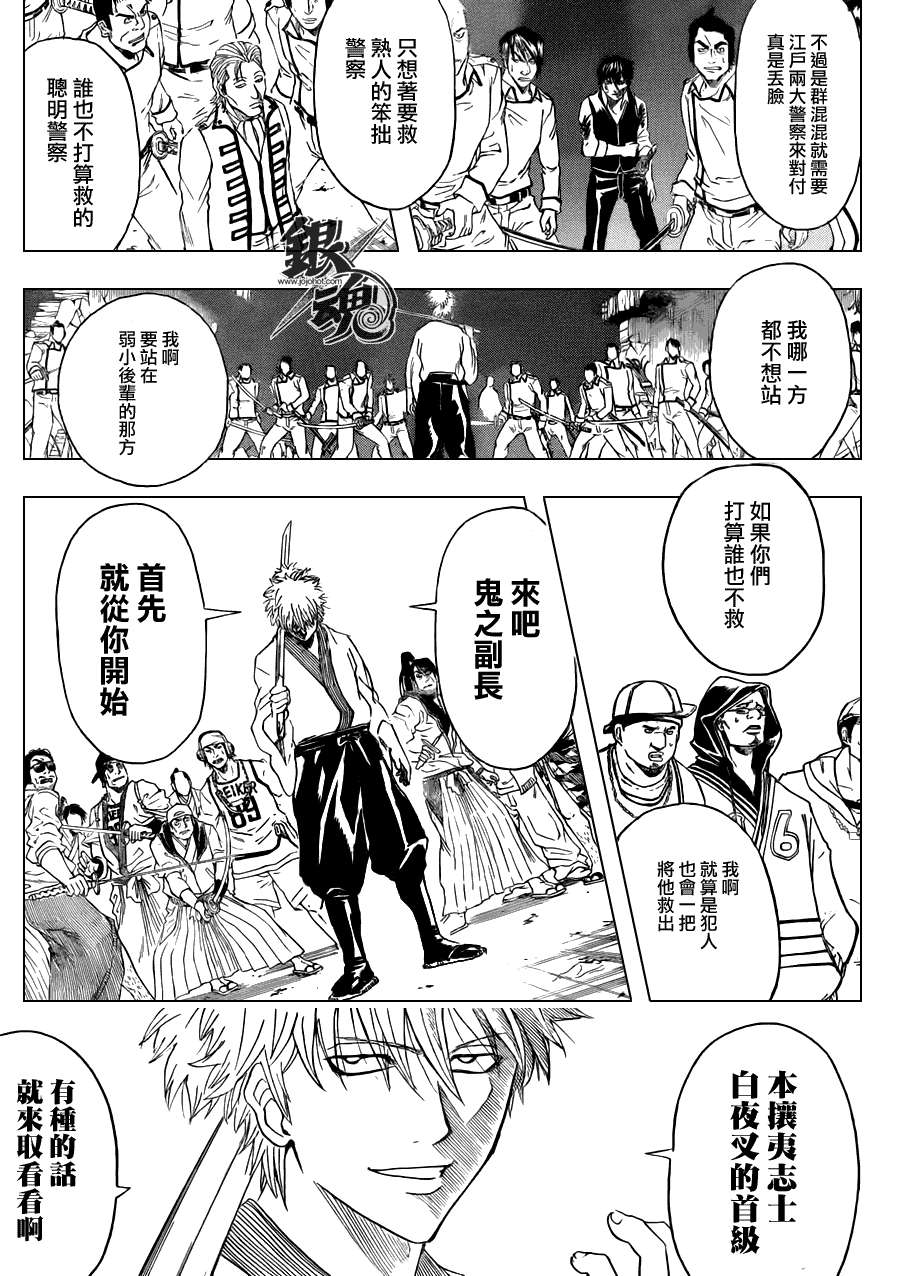 不過是群混混就需要
江戶兩大警察來對付
真是丟臉
只想著要救
熟人的笨拙
警察
誰也不打算救的
聰明警察
銀魂
www.jojohot.com
我哪一方
都不想站
我啊
要站在
弱小後輩的那方
如果你們
打算誰也不救
我啊
就算是犯人
也會一把
將他救出
6
來吧
鬼之副長
首先
就從你開始
EIKER
89
本攘夷志士
白夜叉的首級
有種的話
就來取看看啊